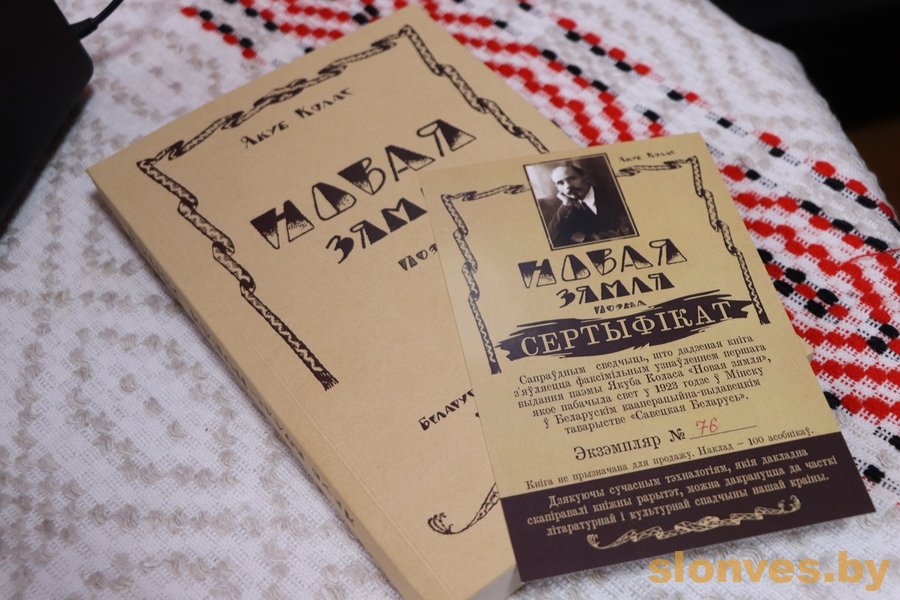 Якуб Колас
НОВАЯ
ЗЯМ
ПОЭ
Якуб Колас
НОВАЯ
ЗЯМЛЯ
ПОЭМА
СЕРТЫФІКАТ
Сапраўдным сведчыць, што дадзеная кніга
з'яўляецца факсімільным узнаўленнем першага
выдання паэмы Якуба Коласа «Новая зямля»,
якое пабачыла свет у 1923 годзе ў Мінску
ў Беларускім кааперацыйна-выдавецкім
таварыстве «Савецкая Беларусь».
Экзэмпляр № 76
Кніга не прызначана для продажу. Наклад – 100 асобнікаў.
Дзякуючы сучасным тэхналогіям, якія дакладна
скапіравалі кніжны рарытэт, можна дакрануцца да часткі
літаратурнай і культурнай спадчыны нашай краіны.
slonves.by